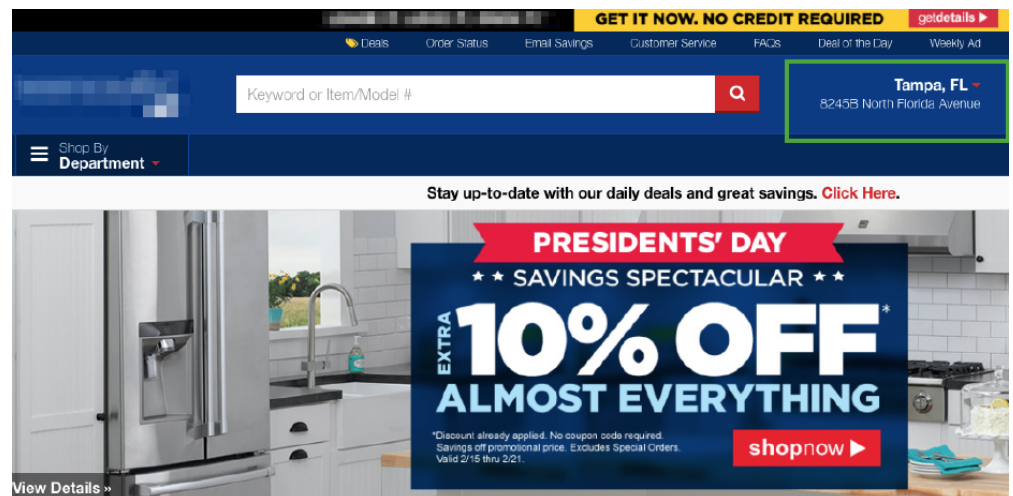 GET IT NOW. NO CREDIT REQUIRED getdetails
Deals Order Status Email Savings Customer Service FAQs Deal of the Day Weekly Ad
Keyword or Item/Model #
Tampa, FL
8245B North Florida Avenue
Shop By
Department
Stay up-to-date with our daily deals and great savings. Click Here.
PRESIDENTS' DAY
SAVINGS SPECTACULAR
EXTRA
10% OFF*
ALMOST EVERYTHING
*Discount already applied. No coupon code required.
Savings off promotional price. Excludes Special Orders.
Valid 2/15 thru 2/21.
shopnow
View Details »